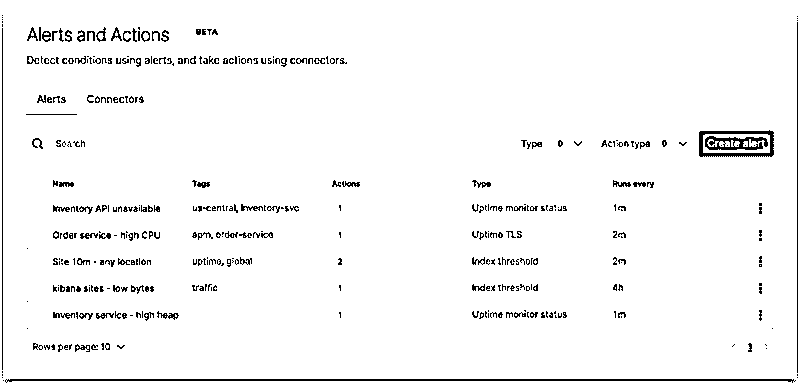 Alerts and Actions BETA
Detect conditions using alerts, and take actions using connectors.
Alerts Connectors
Search Type 0 Action type 0 Create alert
Name Tags Actions Type Runs every
Inventory API unavailable us-central, inventory-svc 1 Uptime monitor status 1m
Order service - high CPU apm, order-service 1 Uptime TLS 2m
Site 10m - any location uptime, global 2 Index threshold 2m
kibana sites - low bytes traffic 1 Index threshold 4h
Inventory service - high heap 1 Uptime monitor status 1m
Rows per page: 10 < 1 >